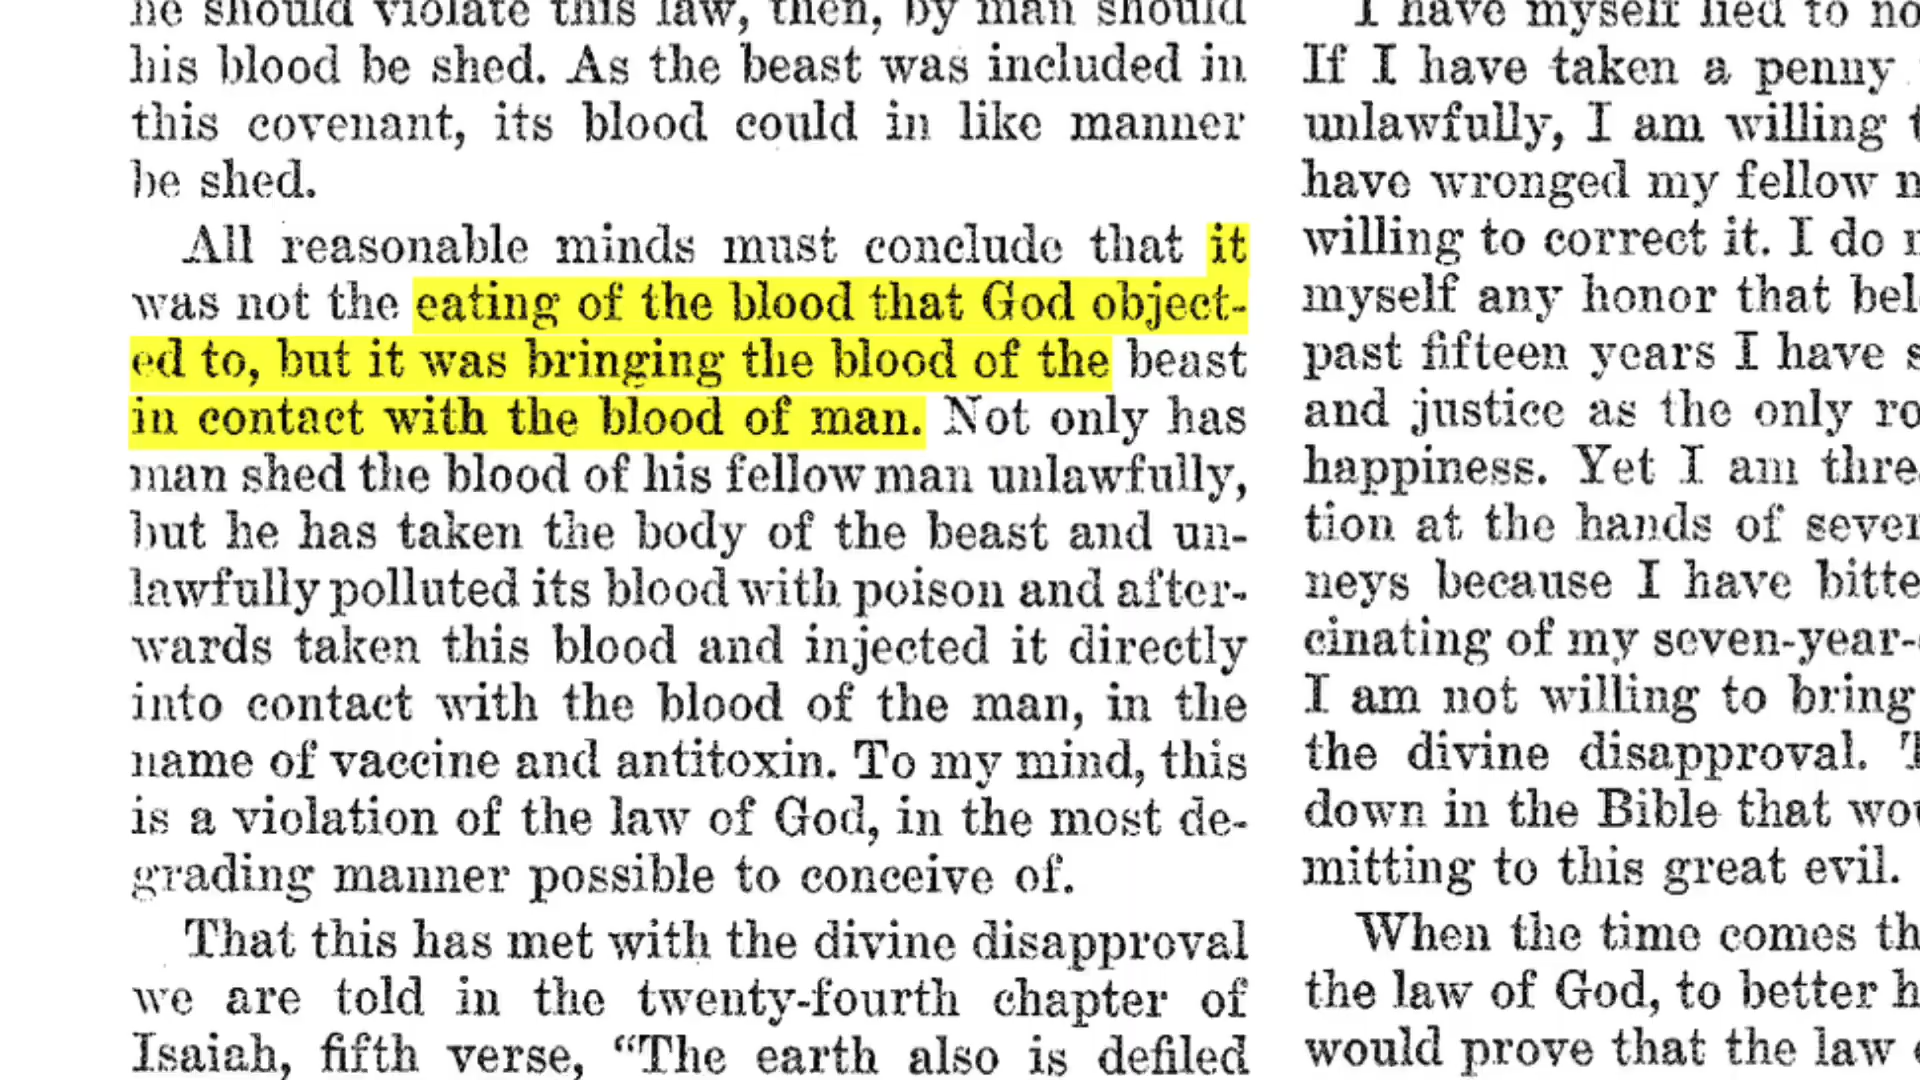 he should violate this law, then, by man should
his blood be shed. As the beast was included in
this covenant, its blood could in like manner
be shed.
All reasonable minds must conclude that it
was not the eating of the blood that God object-
ed to, but it was bringing the blood of the beast
in contact with the blood of man. Not only has
man shed the blood of his fellow man unlawfully,
but he has taken the body of the beast and un-
lawfully polluted its blood with poison and after-
wards taken this blood and injected it directly
into contact with the blood of the man, in the
name of vaccine and antitoxin. To my mind, this
is a violation of the law of God, in the most de-
grading manner possible to conceive of.
That this has met with the divine disapproval
we are told in the twenty-fourth chapter of
Isaiah, fifth verse, “The earth also is defiled
I have myself lied to
If I have taken a penny
unlawfully, I am willing
have wronged my fellow
willing to correct it. I do
myself any honor that
past fifteen years I have
and justice as the only
happiness. Yet I am
tion at the hands of
neys because I have
cinating of my seven-year-
I am not willing to bring
the divine disapproval.
down in the Bible that
mitting to this great evil.
When the time comes
the law of God, to better
would prove that the law